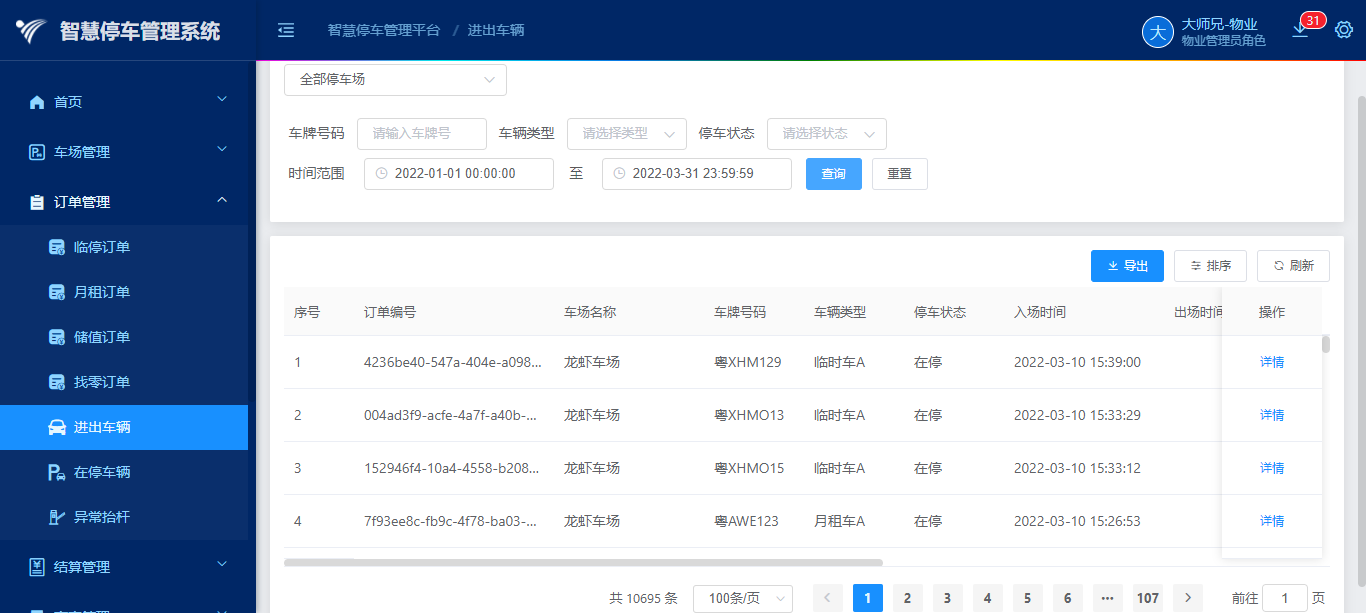 智慧停车管理系统
智慧停车管理平台 / 进出车辆
大
大师兄-物业
物业管理员角色
31
首页
车场管理
订单管理
临停订单
月租订单
储值订单
找零订单
进出车辆
在停车辆
异常抬杆
结算管理
全部停车场
车牌号码 请输入车牌号 车辆类型 请选择类型 停车状态 请选择状态
时间范围 2022-01-01 00:00:00 至 2022-03-31 23:59:59 查询 重置
导出 排序 刷新
序号 订单编号 车场名称 车牌号码 车辆类型 停车状态 入场时间 出场时间 操作
1 4236be40-547a-404e-a098... 龙虾车场 粤XHM129 临时车A 在停 2022-03-10 15:39:00 详情
2 004ad3f9-acfe-4a7f-a40b-... 龙虾车场 粤XHMO13 临时车A 在停 2022-03-10 15:33:29 详情
3 152946f4-10a4-4558-b208... 龙虾车场 粤XHMO15 临时车A 在停 2022-03-10 15:33:12 详情
4 7f93ee8c-fb9c-4f78-ba03-... 龙虾车场 粤AWE123 月租车A 在停 2022-03-10 15:26:53 详情
共 10695 条 100条/页 1 2 3 4 5 6 ... 107 前往 1 页